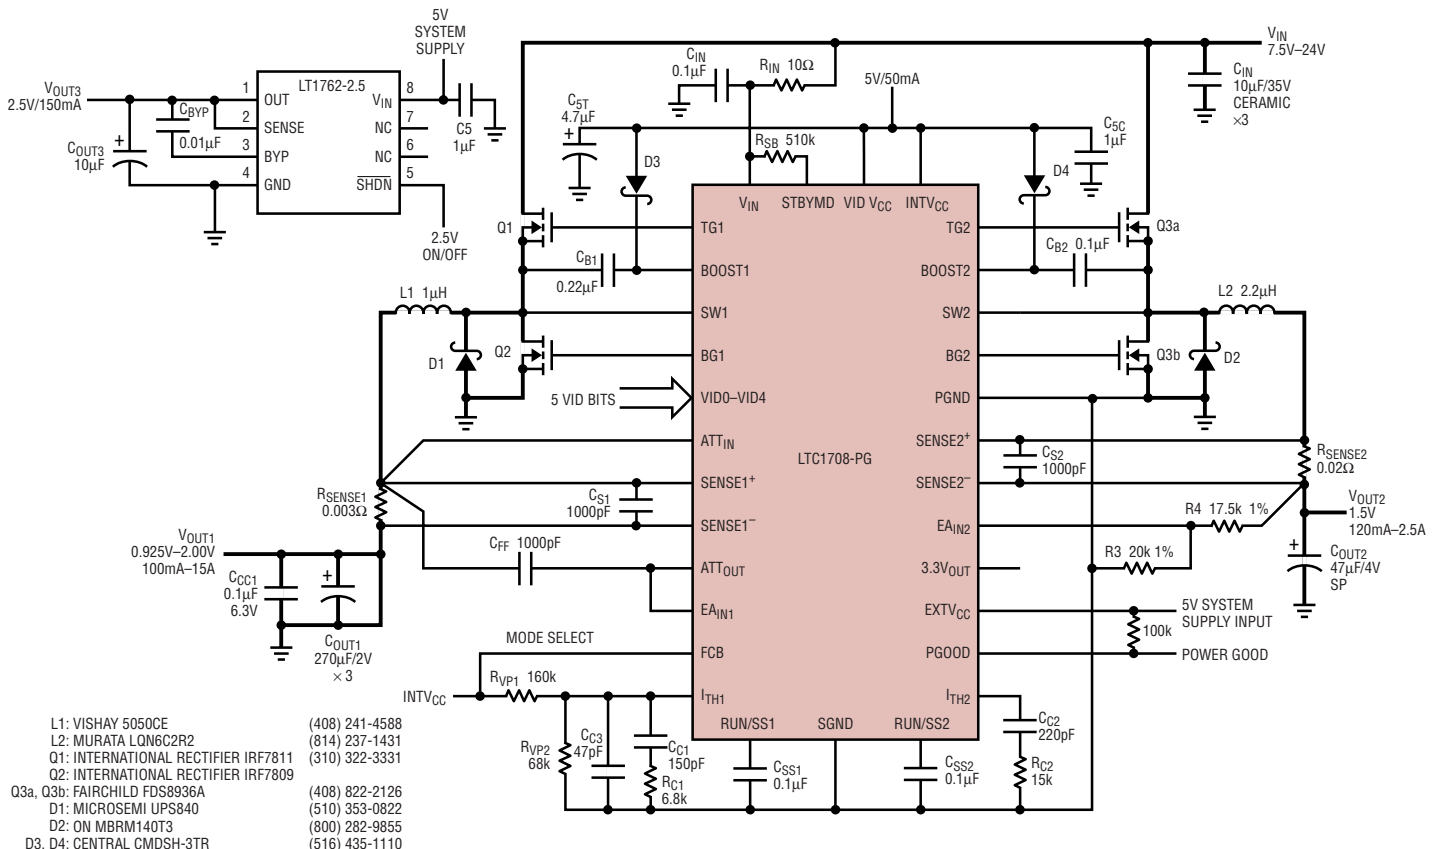 5V
SYSTEM
SUPPLY
LT1762-2.5
VOUT3
2.5V/150mA
1
OUT
VIN
8
2
SENSE
NC
7
3
BYP
NC
6
4
GND
SHDN
5
CBYP
0.01µF
COUT3
10µF
+
C5
1µF
2.5V
ON/OFF
VIN
7.5V–24V
CIN
0.1µF
RIN 10Ω
5V/50mA
CIN
10µF/35V
CERAMIC
×3
C5T
4.7µF
+
D3
RSB 510k
C5C
1µF
D4
VIN
STBYMD
VID VCC
INTVCC
Q1
TG1
TG2
Q3a
CB1
0.22µF
BOOST1
BOOST2
CB2 0.1µF
L1 1µH
SW1
SW2
L2 2.2µH
D1
Q2
BG1
BG2
Q3b
D2
5 VID BITS
VID0–VID4
PGND
ATTIN
SENSE2+
LTC1708-PG
CS2
1000pF
RSENSE2
0.02Ω
SENSE1+
SENSE2–
RSENSE1
0.003Ω
CS1
1000pF
SENSE1–
EAIN2
R4 17.5k 1%
VOUT2
1.5V
120mA-2.5A
VOUT1
0.925V–2.00V
100mA–15A
CFF 1000pF
ATTOUT
3.3VOUT
R3 20k 1%
+
COUT2
47µF/4V
SP
CCC1
0.1µF
6.3V
+
COUT1
270µF/2V
× 3
EAIN1
EXTVCC
5V SYSTEM
SUPPLY INPUT
100k
MODE SELECT
FCB
PGOOD
POWER GOOD
INTVCC
RVP1 160k
ITH1
ITH2
RUN/SS1
SGND
RUN/SS2
RVP2
68k
CC3
47pF
CC1
150pF
RC1
6.8k
CSS1
0.1µF
CSS2
0.1µF
CC2
220pF
RC2
15k
L1: VISHAY 5050CE (408) 241-4588
L2: MURATA LQN6C2R2 (814) 237-1431
Q1: INTERNATIONAL RECTIFIER IRF7811 (310) 322-3331
Q2: INTERNATIONAL RECTIFIER IRF7809
Q3a, Q3b: FAIRCHILD FDS8936A (408) 822-2126
D1: MICROSEMI UPS840 (510) 353-0822
D2: ON MBRM140T3 (800) 282-9855
D3, D4: CENTRAL CMDSH-3TR (516) 435-1110